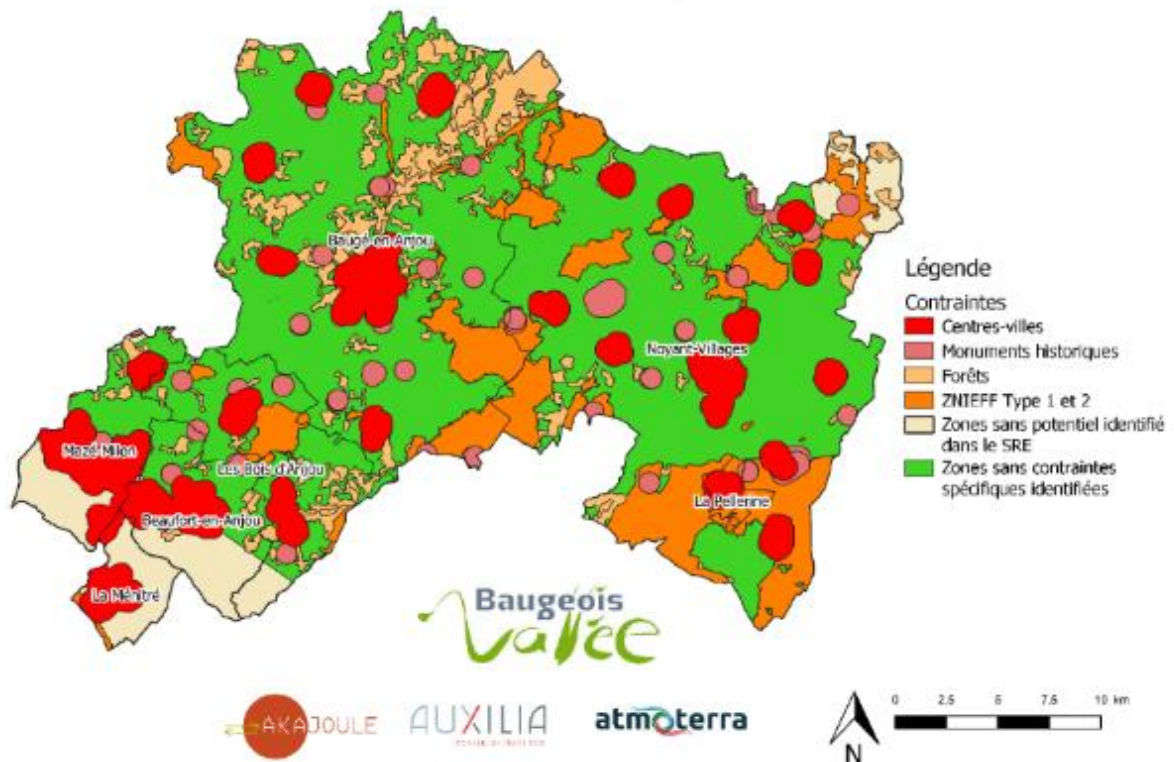 Baugé-en-Anjou
Noyant-Villages
Mazé-Milon
Les Bois d'Anjou
Beaufort-en-Anjou
La Pellerine
La Ménitré
Légende
Contraintes
Centres-villes
Monuments historiques
Forêts
ZNIEFF Type 1 et 2
Zones sans potentiel identifié
dans le SRE
Zones sans contraintes
spécifiques identifiées
Baugeois
Vallée
AKAJOULE
AUXILIA
atmoterra
N
0 2.5 5 7.5 10 km